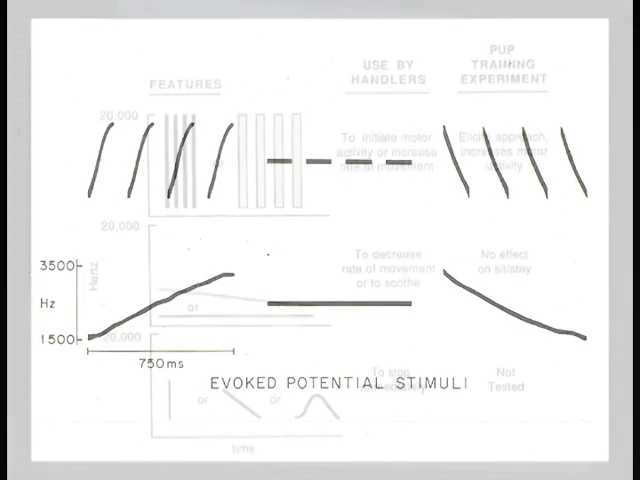 PUP
USE BY TRAINING
FEATURES HANDLERS EXPERIMENT
20,000
To initiate motor Elicits approach,
activity or increase increases motor
rate of movement activity
20,000
3500 To decrease No effect
rate of movement on sit/stay
Hertz or to soothe
Hz
or
1500 20,000
750ms
To stop Not
EVOKED POTENTIAL STIMULI
Tested
or or
time